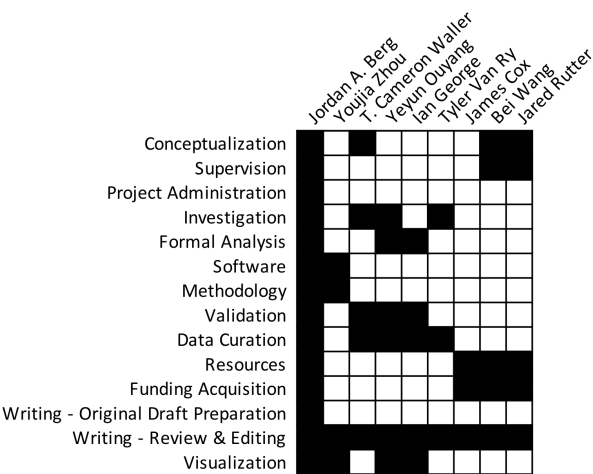 Jordan A. Berg
Youjia Zhou
T. Cameron Waller
Yeyun Ouyang
Ian George
Tyler Van Ry
James Cox
Bei Wang
Jared Rutter
Conceptualization
Supervision
Project Administration
Investigation
Formal Analysis
Software
Methodology
Validation
Data Curation
Resources
Funding Acquisition
Writing - Original Draft Preparation
Writing - Review & Editing
Visualization